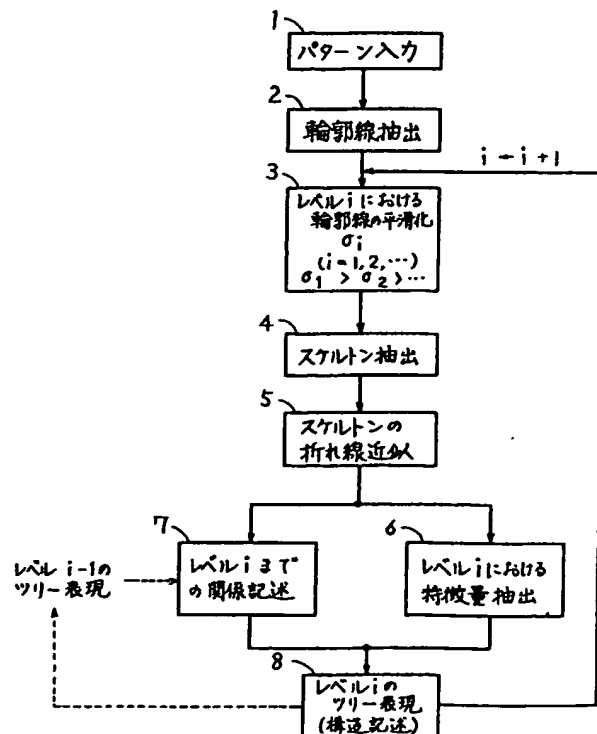 1
パターン入力
2
輪郭線抽出
i←i+1
3
レベルiにおける
輪郭線の平滑化
σi
(i=1,2,…)
σ1>σ2>…
4
スケルトン抽出
5
スケルトンの
折れ線近似
7
6
レベルiまで
の関係記述
レベルiにおける
特徴量抽出
レベルi-1の
ツリー表現
8
レベルiの
ツリー表現
(構造記述)